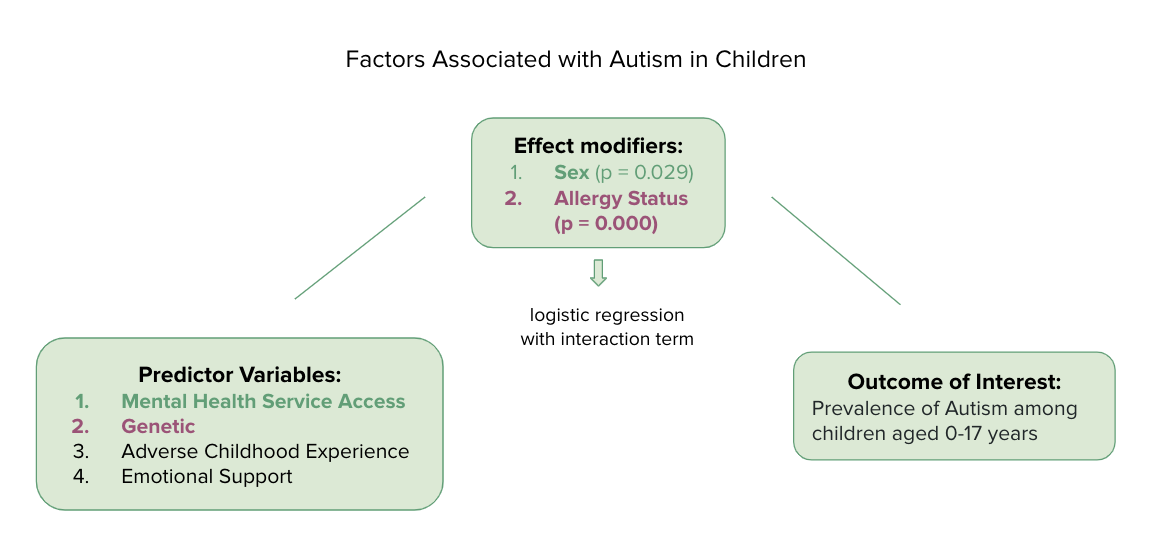 Factors Associated with Autism in Children
Effect modifiers:
1. Sex (p = 0.029)
2. Allergy Status
(p = 0.000)
logistic regression
with interaction term
Predictor Variables:
1. Mental Health Service Access
2. Genetic
3. Adverse Childhood Experience
4. Emotional Support
Outcome of Interest:
Prevalence of Autism among
children aged 0-17 years